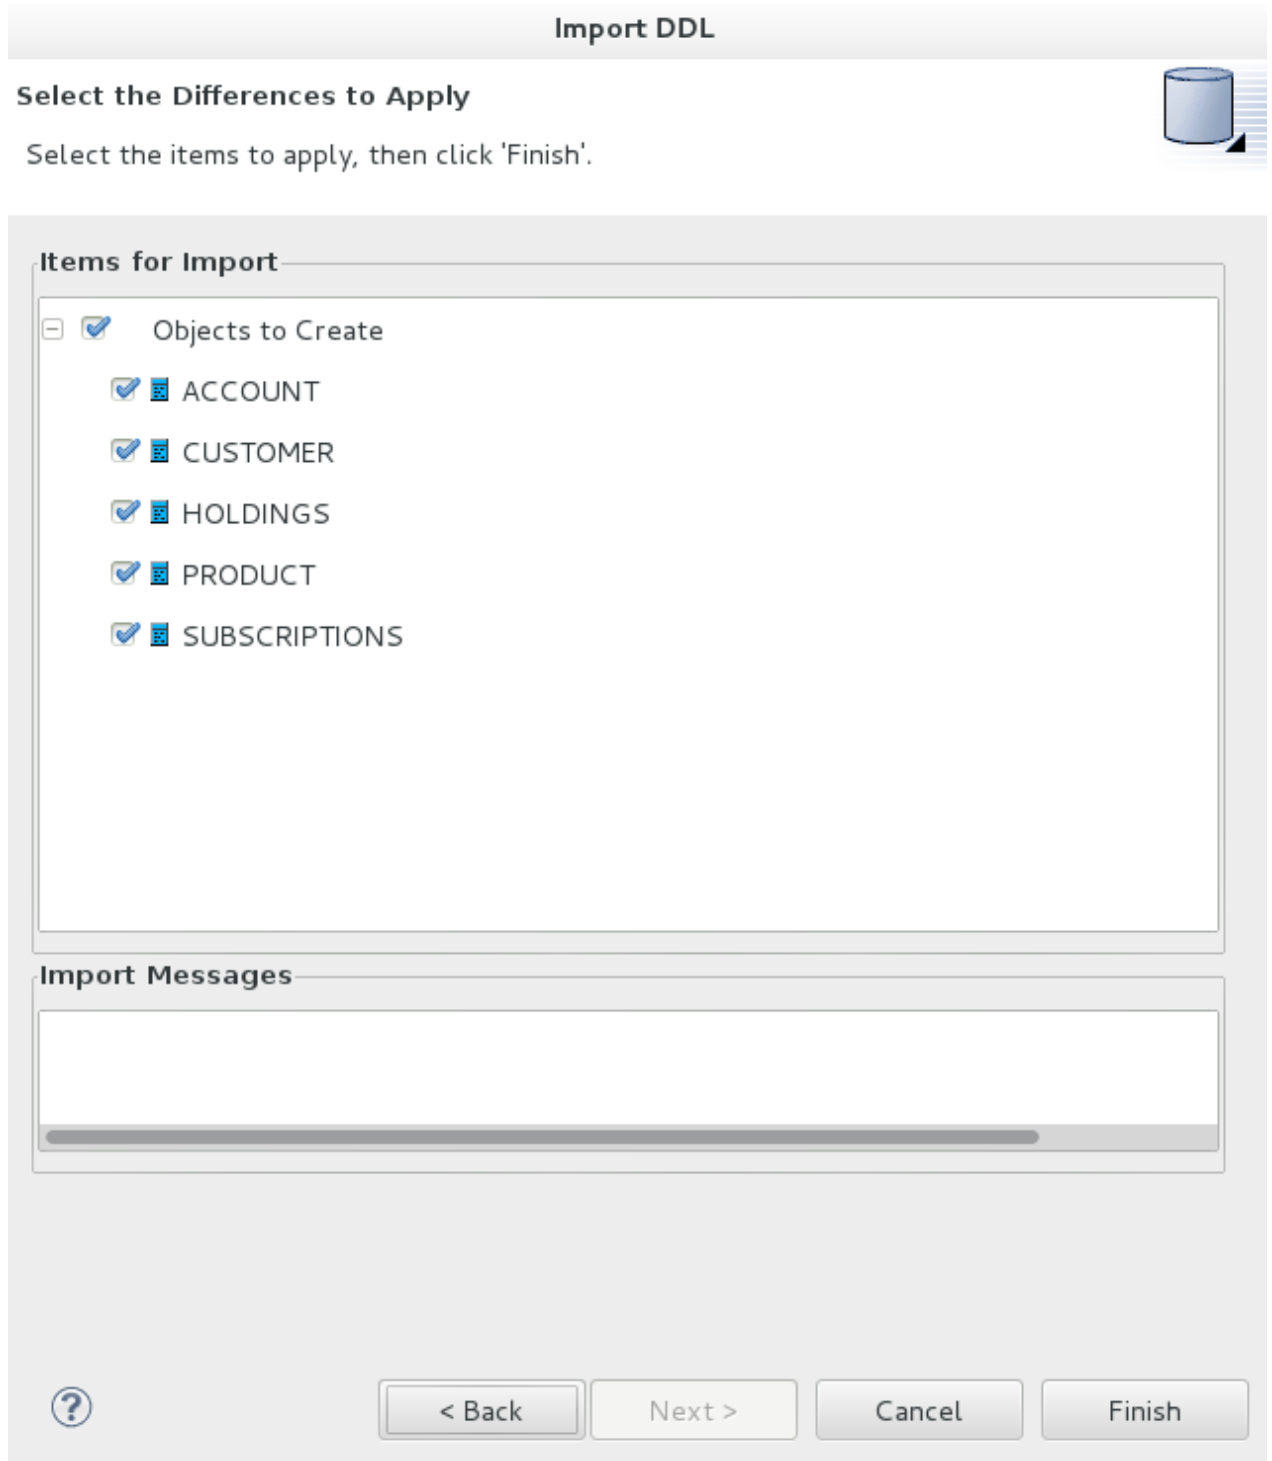 Import DDL
Select the Differences to Apply
Select the items to apply, then click 'Finish'.
Items for Import
Objects to Create
ACCOUNT
CUSTOMER
HOLDINGS
PRODUCT
SUBSCRIPTIONS
Import Messages
? < Back Next > Cancel Finish